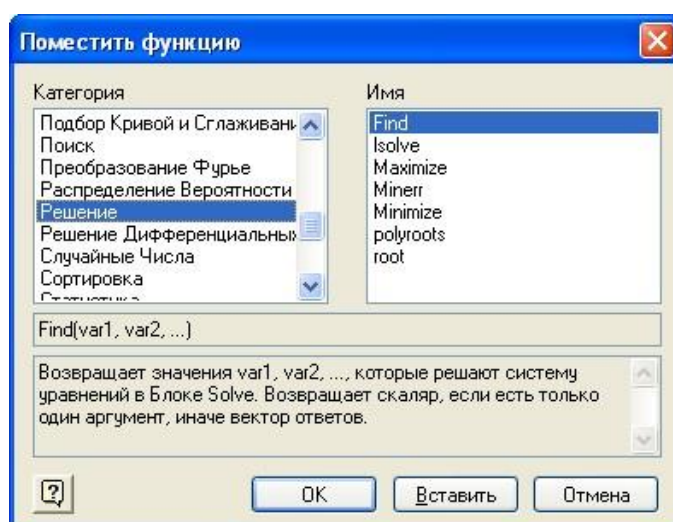 Поместить функцию
Категория
Имя
Подбор Кривой и Сглаживани
Поиск
Преобразование Фурье
Распределение Вероятности
Решение
Решение Дифференциальных
Случайные Числа
Сортировка
Статистика
Find
lsolve
Maximize
Minerr
Minimize
polyroots
root
Find(var1, var2, ...)
Возвращает значения var1, var2, ..., которые решают систему
уравнений в Блоке Solve. Возвращает скаляр, если есть только
один аргумент, иначе вектор ответов.
?
OK
Вставить
Отмена